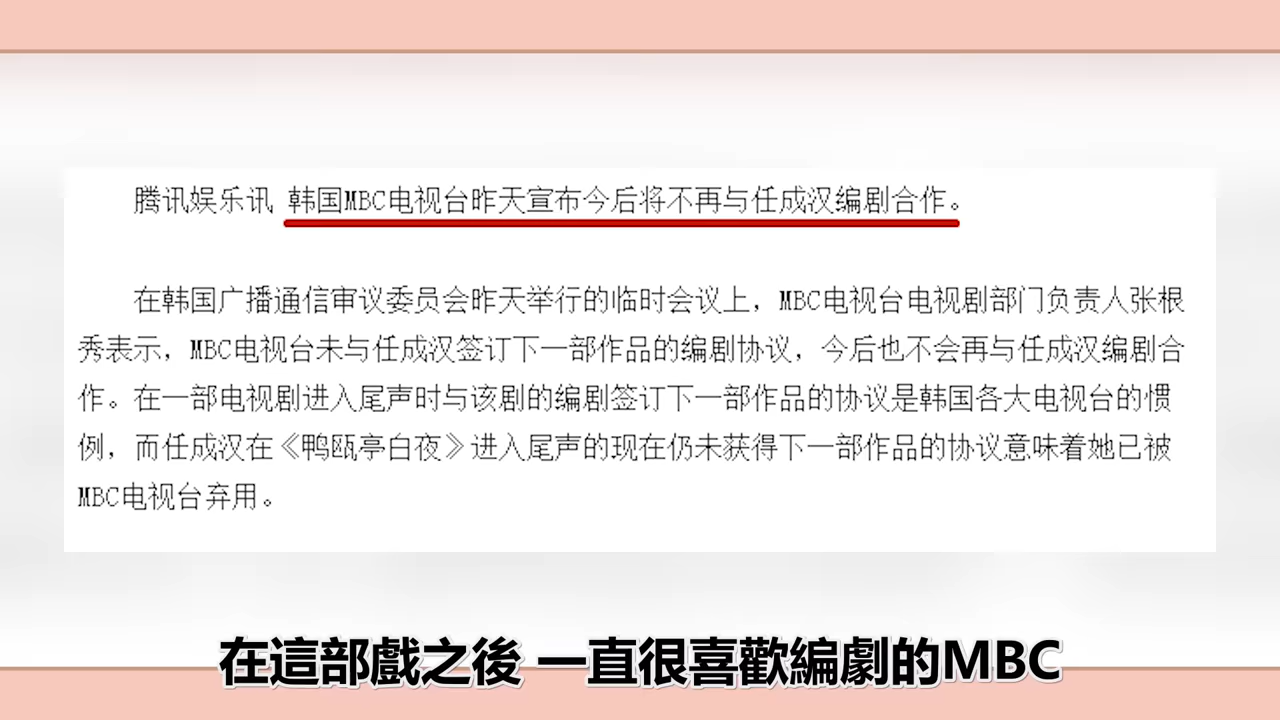 腾讯娱乐讯 韩国MBC电视台昨天宣布今后将不再与任成汉编剧合作。
在韩国广播通信审议委员会昨天举行的临时会议上，MBC电视台电视剧部门负责人张根
秀表示，MBC电视台未与任成汉签订下一部作品的编剧协议，今后也不会再与任成汉编剧合
作。在一部电视剧进入尾声时与该剧的编剧签订下一部作品的协议是韩国各大电视台的惯
例，而任成汉在《鸭瓯亭白夜》进入尾声的现在仍未获得下一部作品的协议意味着她已被
MBC电视台弃用。
在這部戲之後 一直很喜歡編劇的MBC